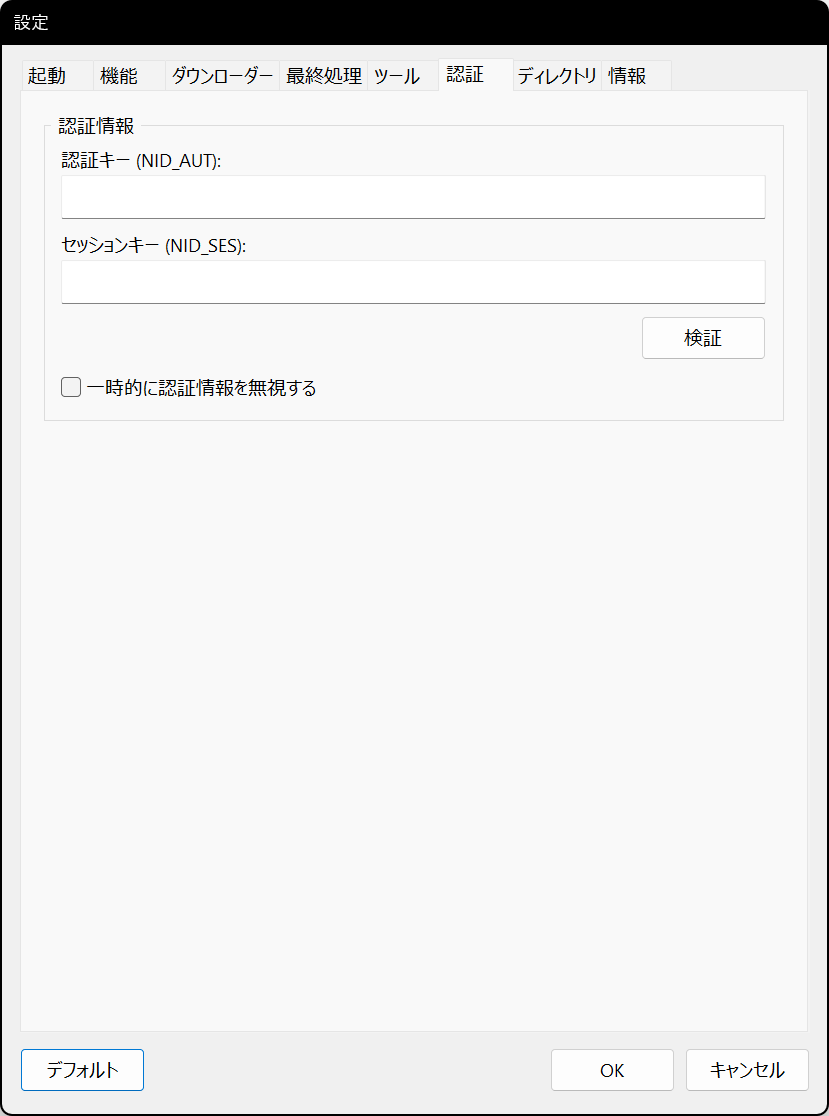 設定
起動 機能 ダウンローダー 最終処理 ツール 認証 ディレクトリ 情報
認証情報
認証キー (NID_AUT):
セッションキー (NID_SES):
検証
一時的に認証情報を無視する
デフォルト OK キャンセル